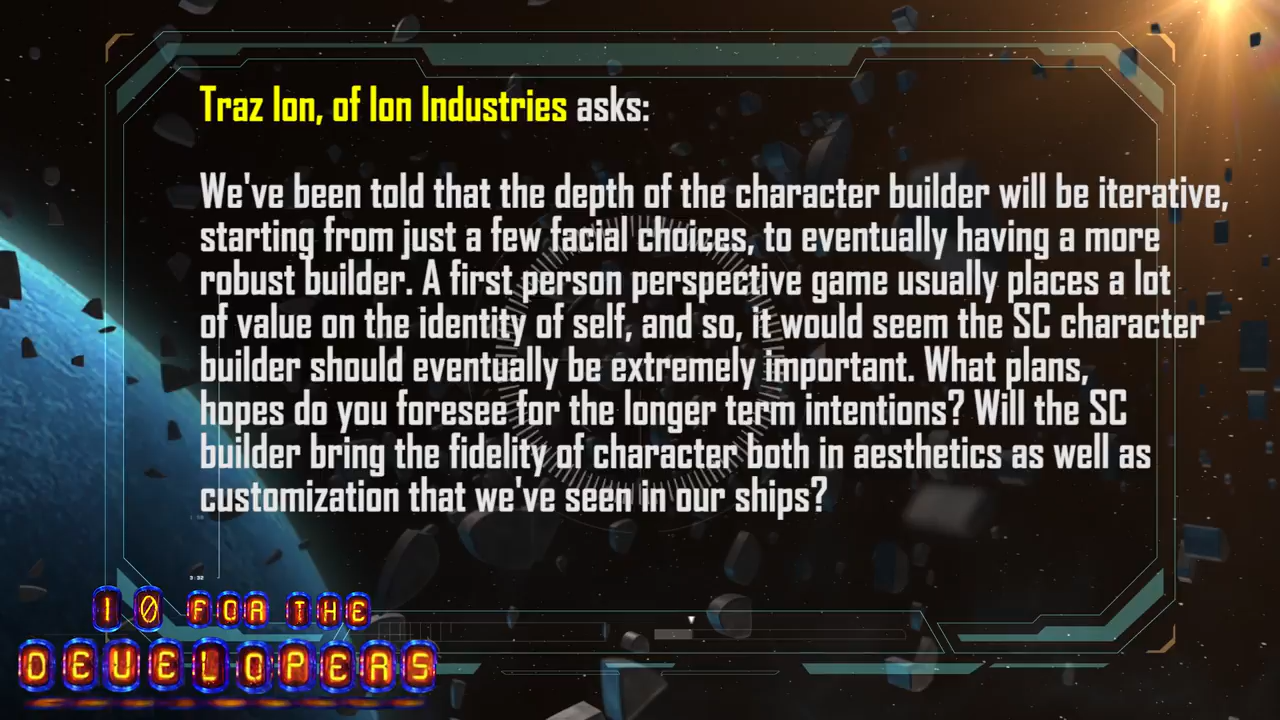 Traz Ion, of Ion Industries asks:
We've been told that the depth of the character builder will be iterative,
starting from just a few facial choices, to eventually having a more
robust builder. A first person perspective game usually places a lot
of value on the identity of self, and so, it would seem the SC character
builder should eventually be extremely important. What plans,
hopes do you foresee for the longer term intentions? Will the SC
builder bring the fidelity of character both in aesthetics as well as
customization that we've seen in our ships?
3:32
10 FOR THE
DEVELOPERS